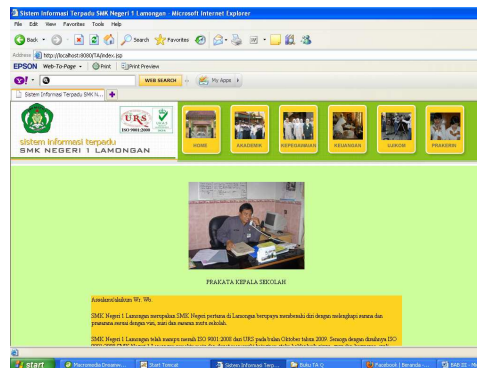 Sistem Informasi Terpadu SMK Negeri 1 Lamongan - Microsoft Internet Explorer
File Edit View Favorites Tools Help
Back Search Favorites
Address http://localhost:8080/TA/index.jsp
EPSON Web-To-Page Print Print Preview
WEB SEARCH My Apps
Sistem Informasi Terpadu SMK N...
URS
ISO 9001:2000
sistem informasi terpadu
SMK NEGERI 1 LAMONGAN
HOME AKADEMIK KEPEGAWAIAN KEUANGAN UJIKOM PRAKERIN
PRAKATA KEPALA SEKOLAH
Assalamu'alaikum Wr. Wb.
SMK Negeri 1 Lamongan merupakan SMK Negeri pertama di Lamongan berupaya membenahi diri dengan melengkapi sarana dan
prasarana sesuai dengan visi, misi dan sasaran mutu sekolah.
SMK Negeri 1 Lamongan telah mampu meraih ISO 9001 2000 dari URS pada bulan Oktober tahun 2009. Semoga dengan diraihnya ISO
start Macromedia Dreamw... Start Tomcat Sistem Informasi Terp... Buku TA Q Facebook | Beranda -... BAB III - Mi